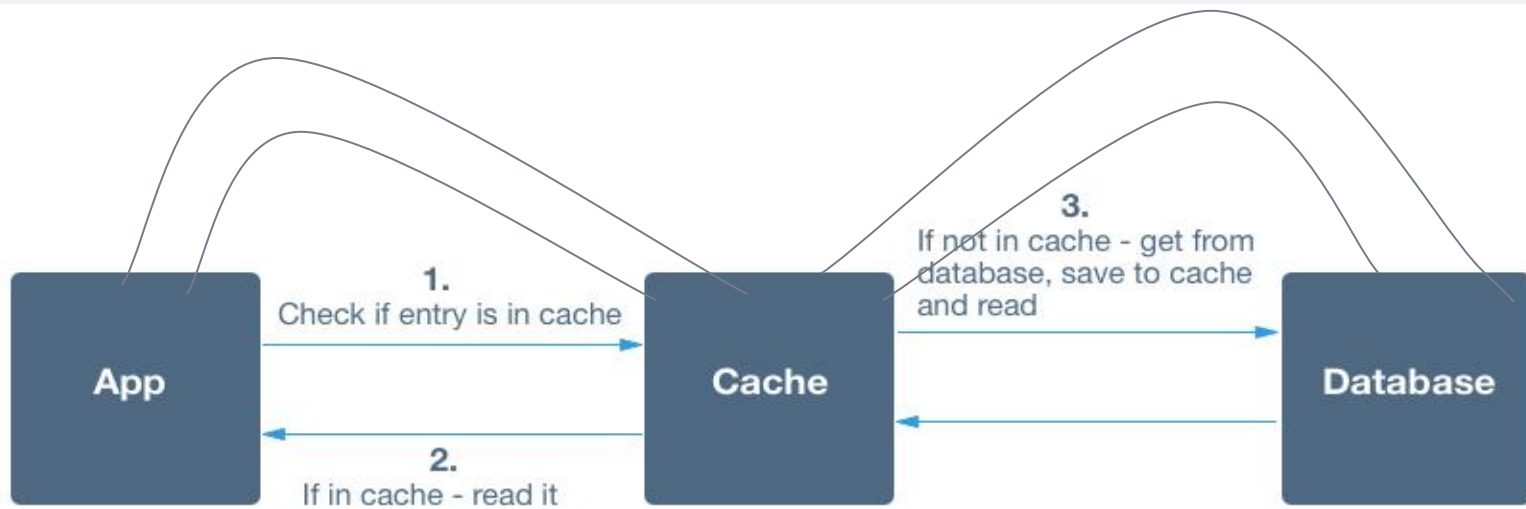 3.
If not in cache - get from
database, save to cache
and read
1.
Check if entry is in cache
App
Cache
Database
2.
If in cache - read it